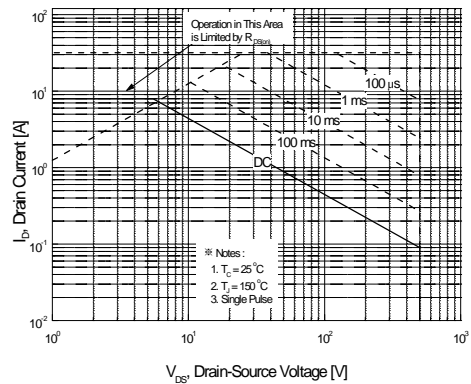 10²
Operation in This Area
is Limited by R DS(on)
100 µs
10¹
1 ms
10 ms
100 ms
10⁰
DC
I_D, Drain Current [A]
10⁻¹
※ Notes :
1. T_C = 25 °C
2. T_J = 150 °C
3. Single Pulse
10⁻²
10⁰
10¹
10²
10³
V_DS, Drain-Source Voltage [V]